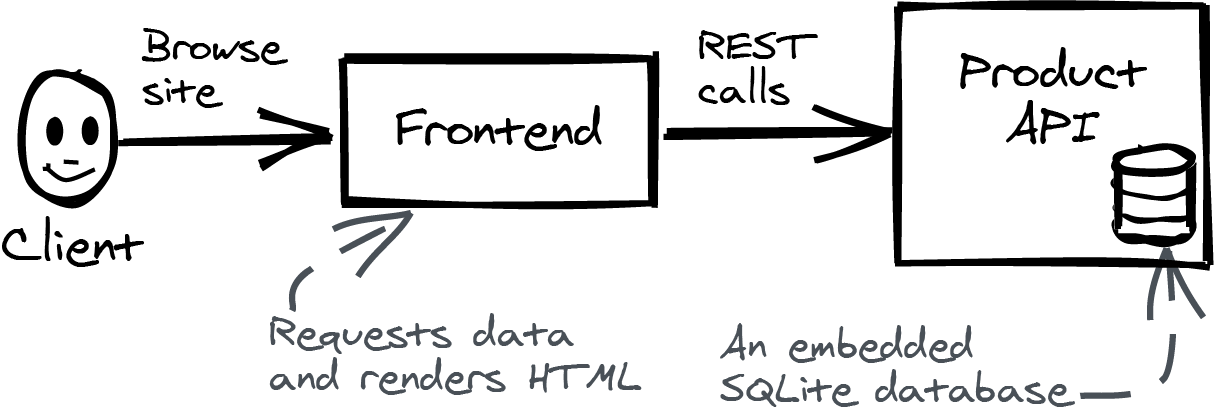 Browse
site
REST
calls
Product
API
Frontend
Client
Requests data
and renders HTML
An embedded
SQLite database